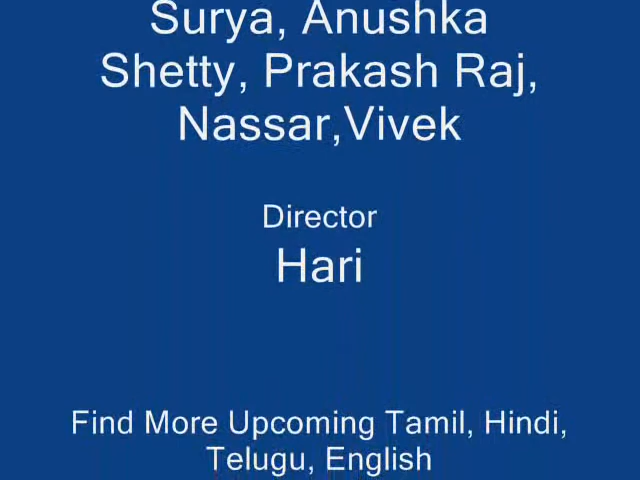 Surya, Anushka
Shetty, Prakash Raj,
Nassar,Vivek
Director
Hari
Find More Upcoming Tamil, Hindi,
Telugu, English